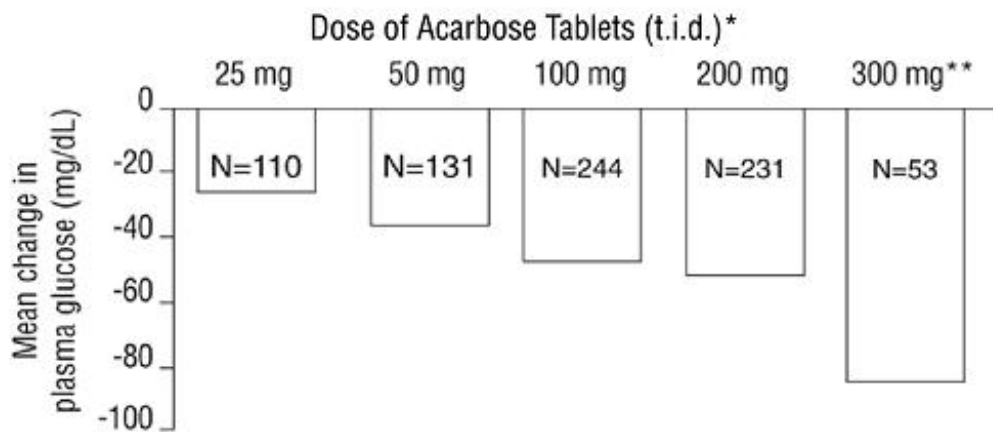 Dose of Acarbose Tablets (t.i.d.)*
25 mg 50 mg 100 mg 200 mg 300 mg**
Mean change in
plasma glucose (mg/dL)
0
-20
-40
-60
-80
-100
N=110 N=131 N=244 N=231 N=53